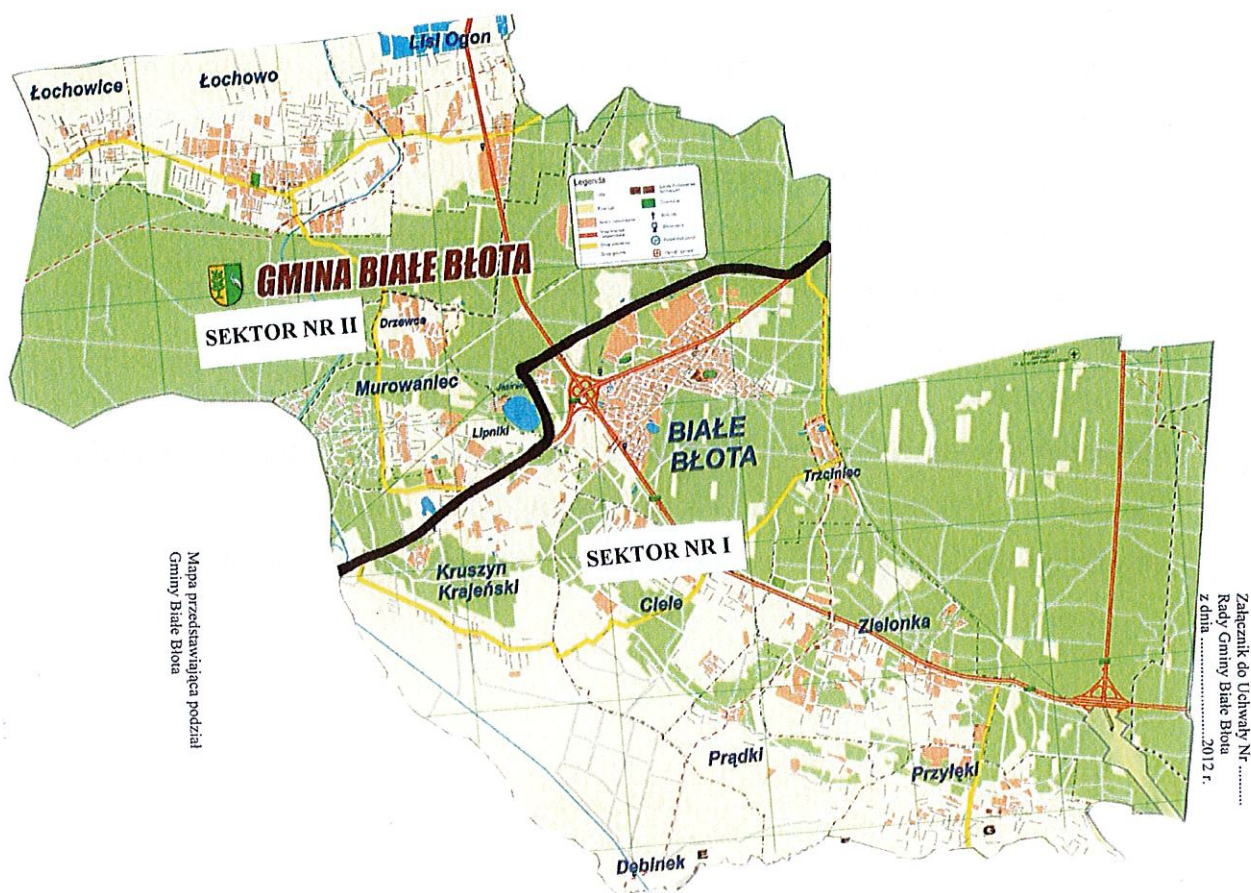 Załącznik do Uchwały Nr ..........
Rady Gminy Białe Błota
z dnia ......................2012 r.
Lisi Ogon
Łochowo
Łochowice
Legenda
GMINA BIAŁE BŁOTA
SEKTOR NR II
Drzewce
Murowaniec
Lipniki
BIAŁE
BŁOTA
Trzciniec
SEKTOR NR I
Kruszyn
Krajeński
Ciele
Zielonka
Prądki
Przyłęki
Dębinek
E
F
G
Mapa przedstawiająca podział
Gminy Białe Błota